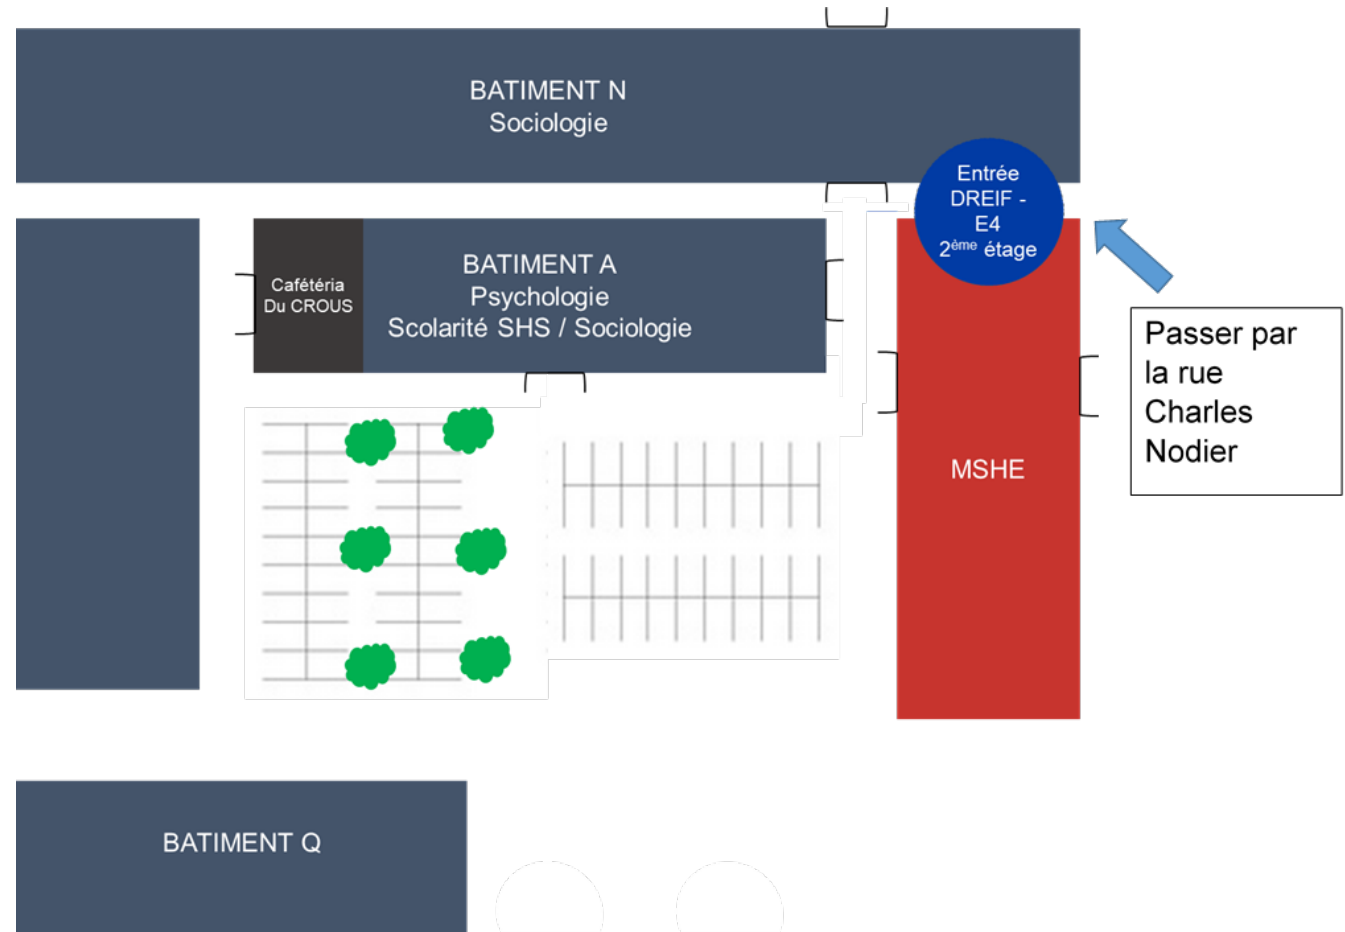 BATIMENT N
Sociologie
Entrée
DREIF -
E4
2ème étage
Cafétéria
Du CROUS
BATIMENT A
Psychologie
Scolarité SHS / Sociologie
Passer par
la rue
Charles
Nodier
MSHE
BATIMENT Q